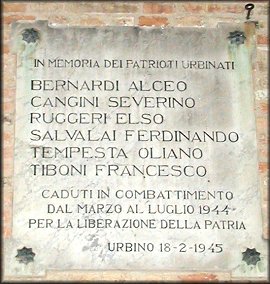 IN MEMORIA DEI PATRIOTI URBINATI
BERNARDI ALCEO
CANGINI SEVERINO
RUGGERI ELSO
SALVALAI FERDINANDO
TEMPESTA OLIANO
TIBONI FRANCESCO
CADUTI IN COMBATTIMENTO
DAL MARZO AL LUGLIO 1944
PER LA LIBERAZIONE DELLA PATRIA
URBINO 18-2-1945